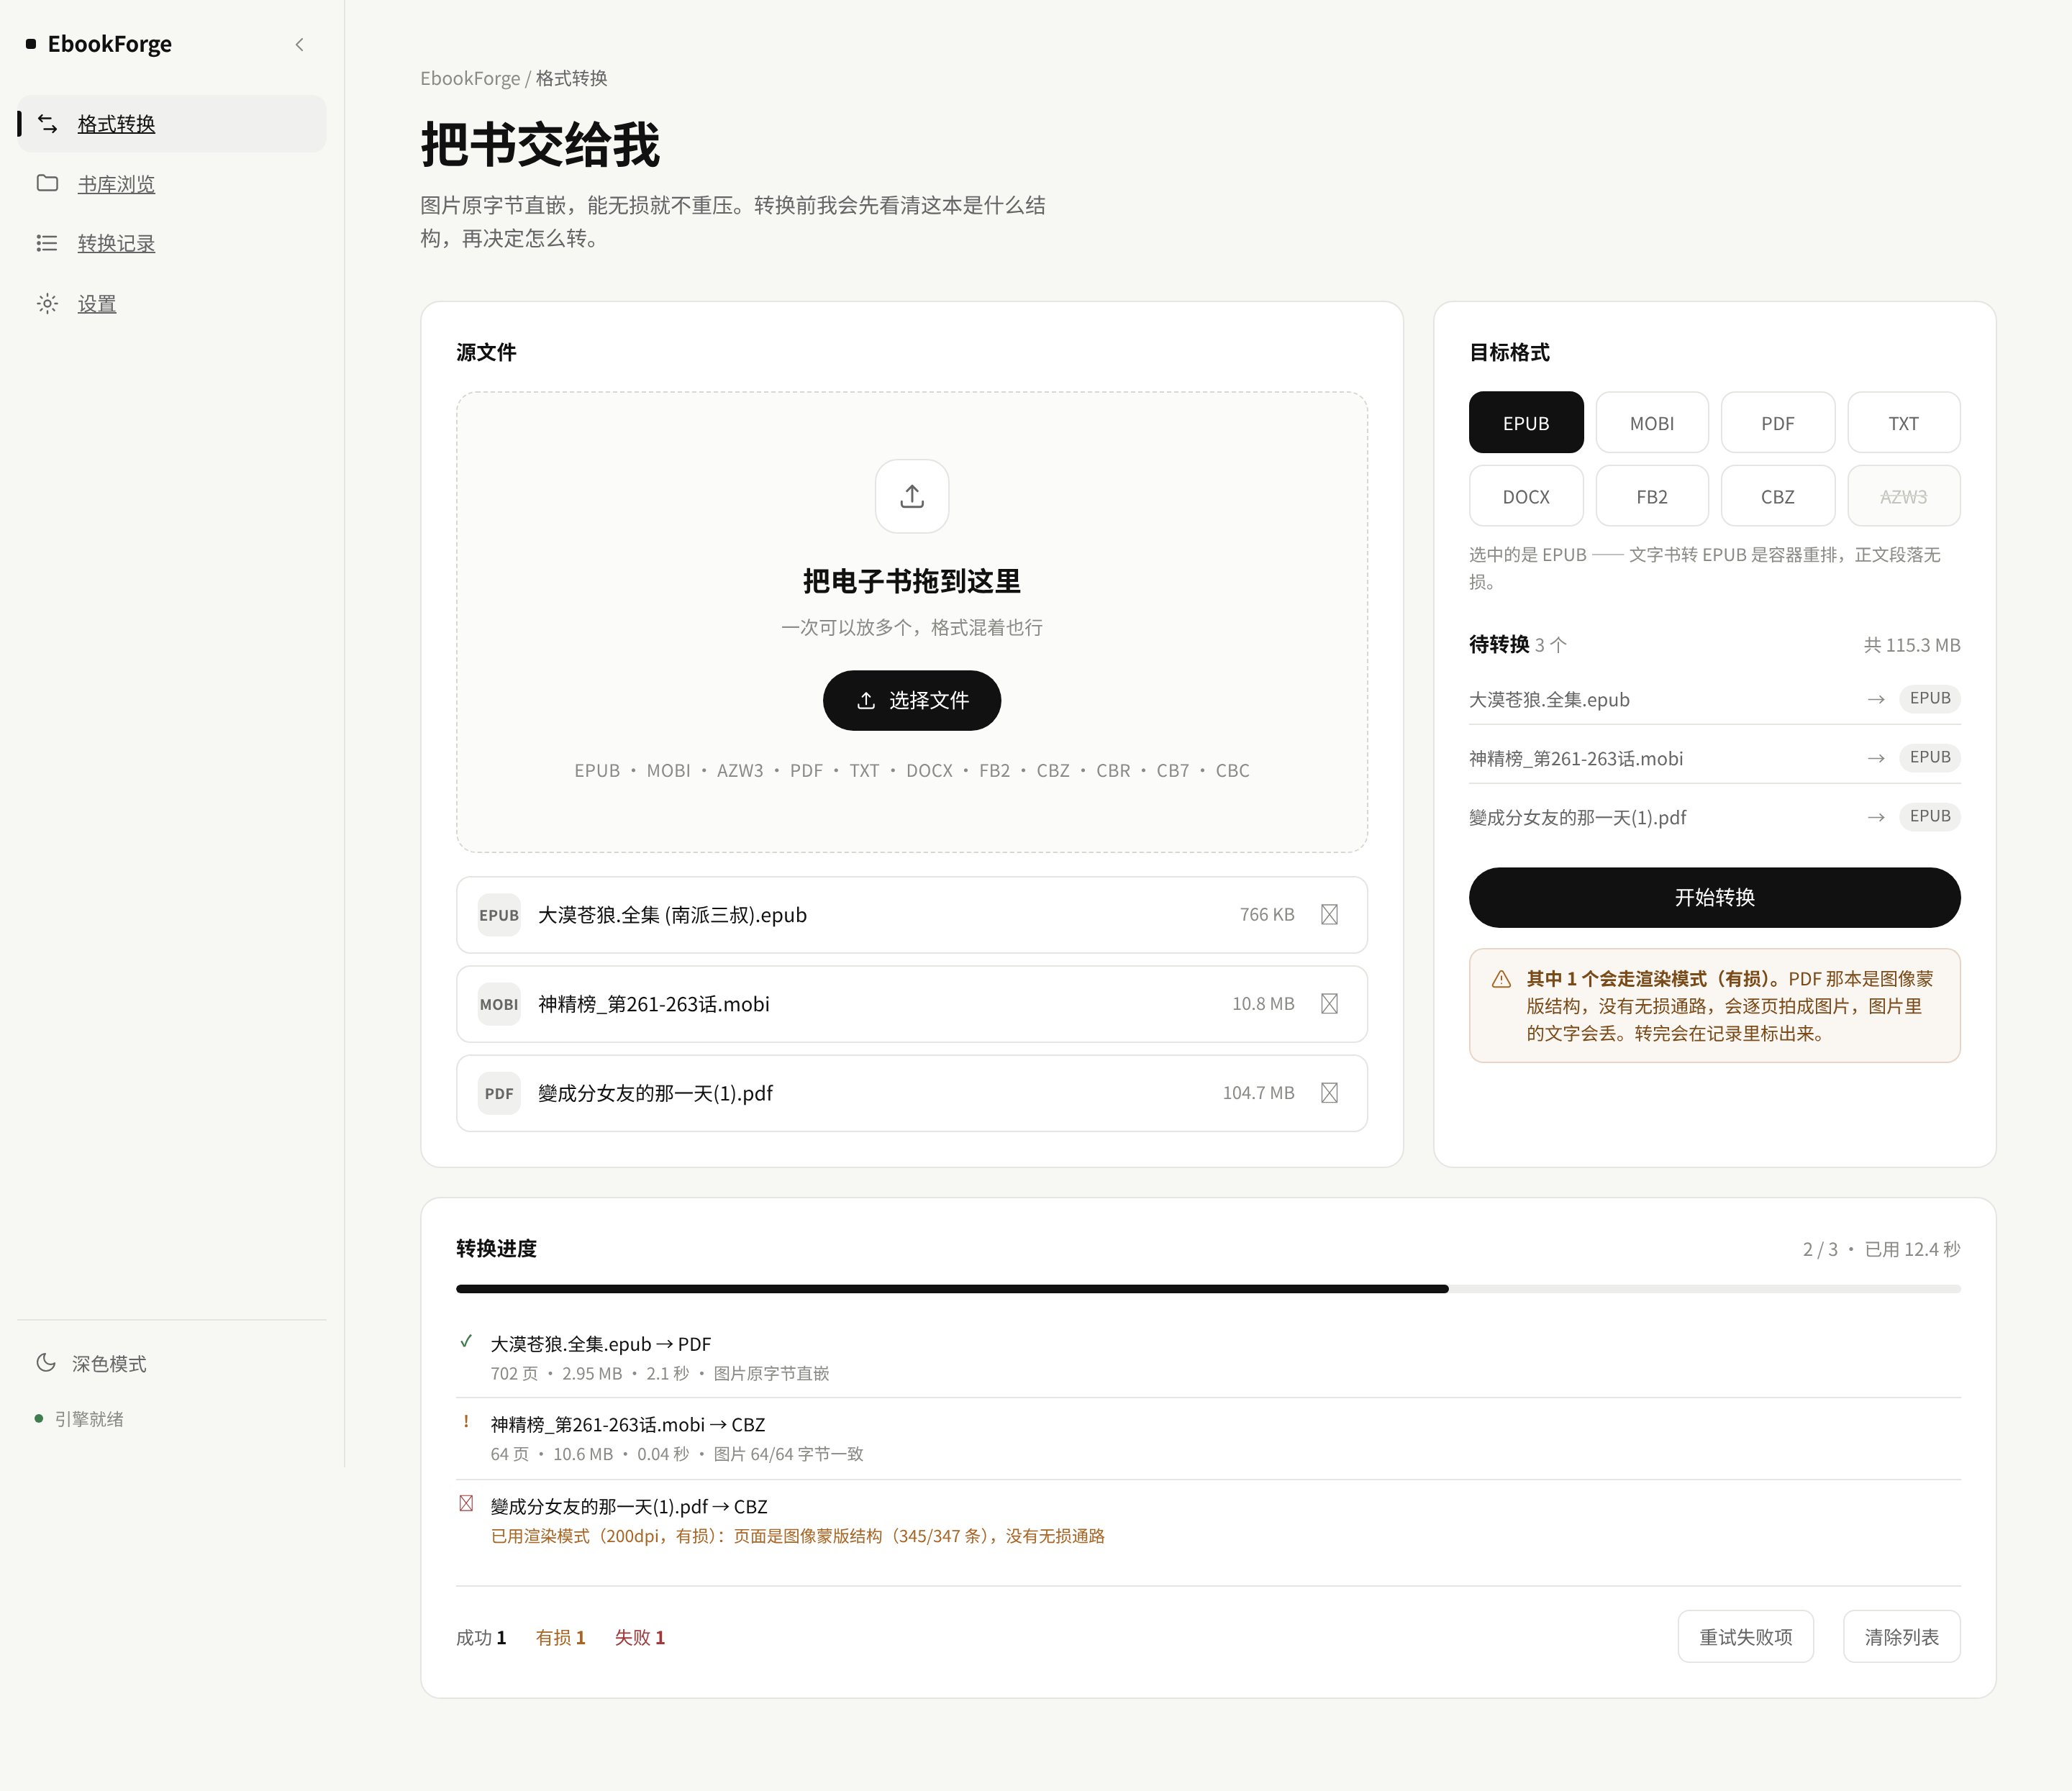 EbookForge
格式转换
书库浏览
转换记录
设置
深色模式
引擎就绪
EbookForge / 格式转换
把书交给我
图片原字节直嵌，能无损就不重压。转换前我会先看清这本是什么结
构，再决定怎么转。
源文件
把电子书拖到这里
一次可以放多个，格式混着也行
选择文件
EPUB • MOBI • AZW3 • PDF • TXT • DOCX • FB2 • CBZ • CBR • CB7 • CBC
EPUB 大漠苍狼.全集 (南派三叔).epub 766 KB
MOBI 神精榜_第261-263话.mobi 10.8 MB
PDF 變成分女友的那一天(1).pdf 104.7 MB
目标格式
EPUB MOBI PDF TXT
DOCX FB2 CBZ AZW3
选中的是 EPUB —— 文字书转 EPUB 是容器重排，正文段落无
损。
待转换 3 个 共 115.3 MB
大漠苍狼.全集.epub → EPUB
神精榜_第261-263话.mobi → EPUB
變成分女友的那一天(1).pdf → EPUB
开始转换
其中 1 个会走渲染模式（有损）。PDF 那本是图像蒙
版结构，没有无损通路，会逐页拍成图片，图片里
的文字会丢。转完会在记录里标出来。
转换进度 2 / 3 • 已用 12.4 秒
✓ 大漠苍狼.全集.epub → PDF
702 页 • 2.95 MB • 2.1 秒 • 图片原字节直嵌
! 神精榜_第261-263话.mobi → CBZ
64 页 • 10.6 MB • 0.04 秒 • 图片 64/64 字节一致
變成分女友的那一天(1).pdf → CBZ
已用渲染模式（200dpi，有损）：页面是图像蒙版结构（345/347 条），没有无损通路
成功 1 有损 1 失败 1 重试失败项 清除列表